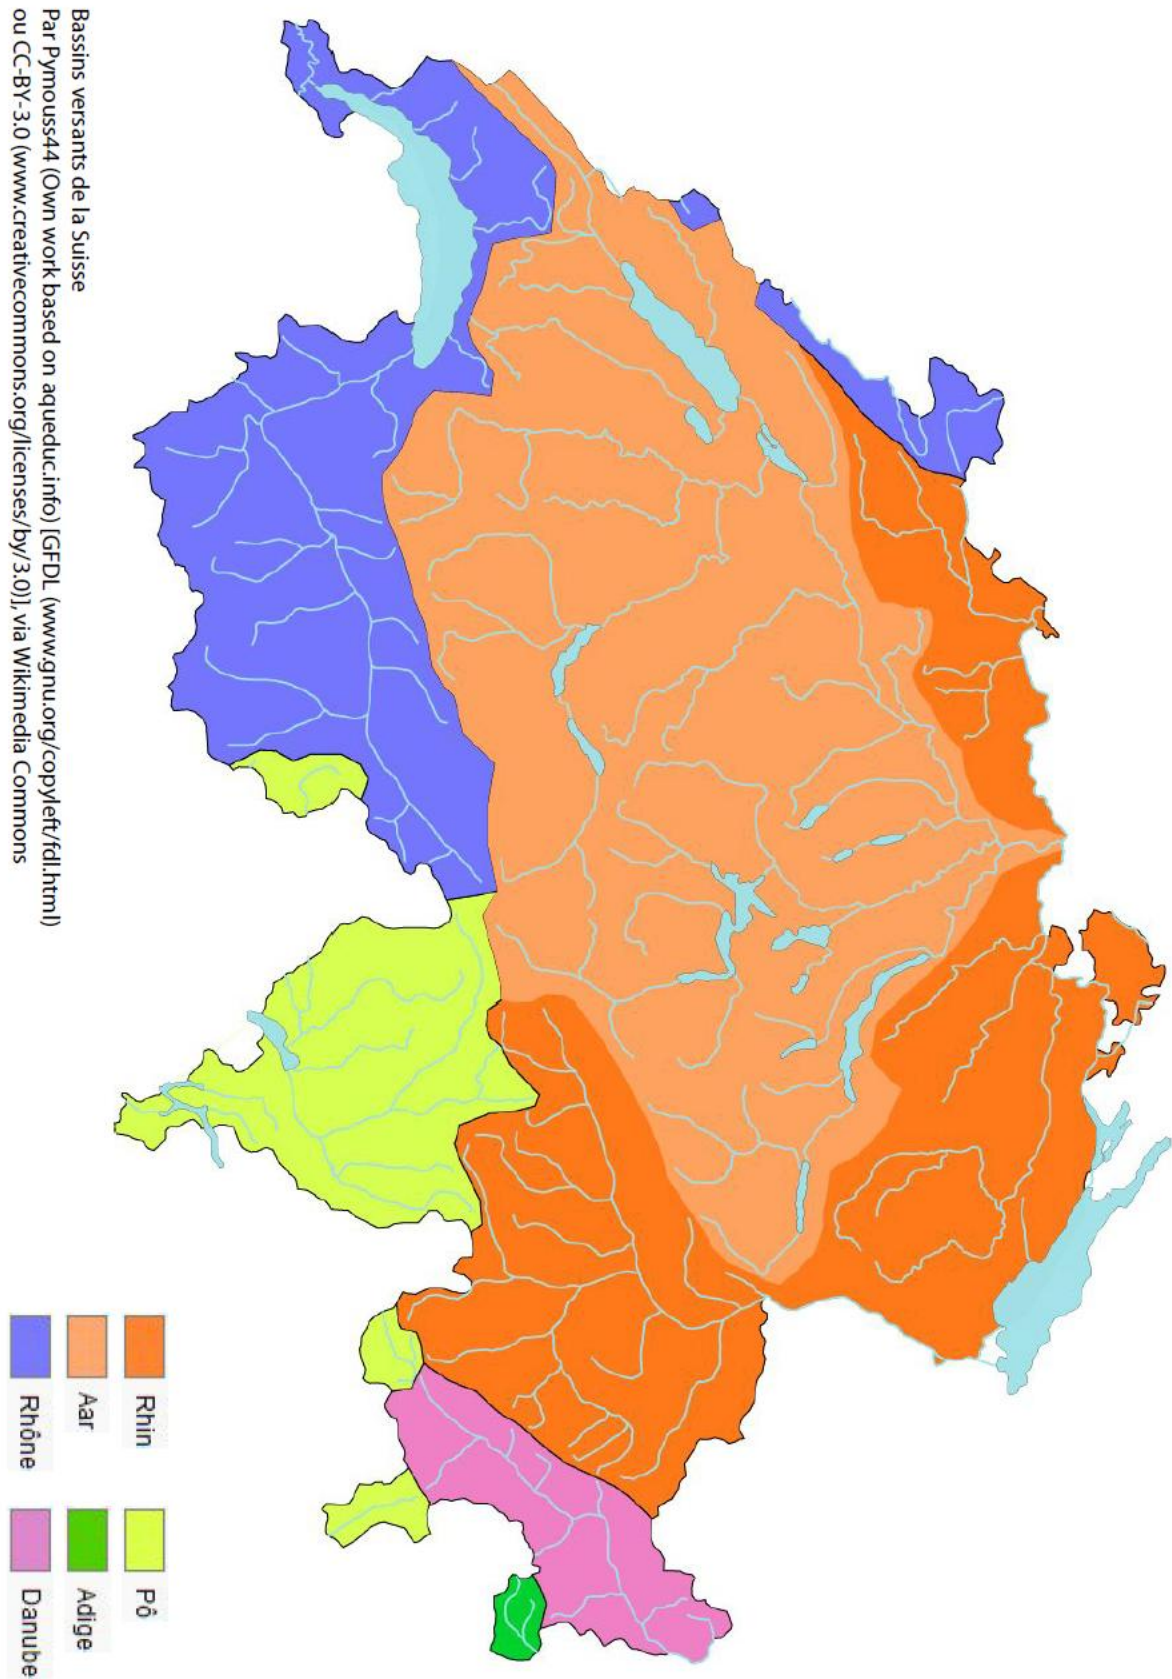 Bassins versants de la Suisse
Par Pymouss44 (Own work based on aqueduc.info) [GFDL (www.gnu.org/copyleft/fdl.html)
ou CC-BY-3.0 (www.creativecommons.org/licenses/by/3.0)], via Wikimedia Commons
Rhin
Aar
Rhône
Pô
Adige
Danube